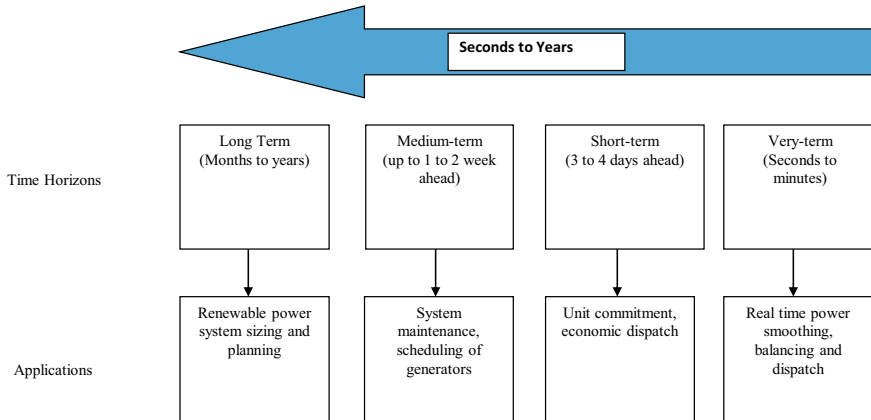 Seconds to Years
Time Horizons
Long Term
(Months to years)
Medium-term
(up to 1 to 2 week
ahead)
Short-term
(3 to 4 days ahead)
Very-term
(Seconds to
minutes)
Applications
Renewable power
system sizing and
planning
System
maintenance,
scheduling of
generators
Unit commitment,
economic dispatch
Real time power
smoothing,
balancing and
dispatch